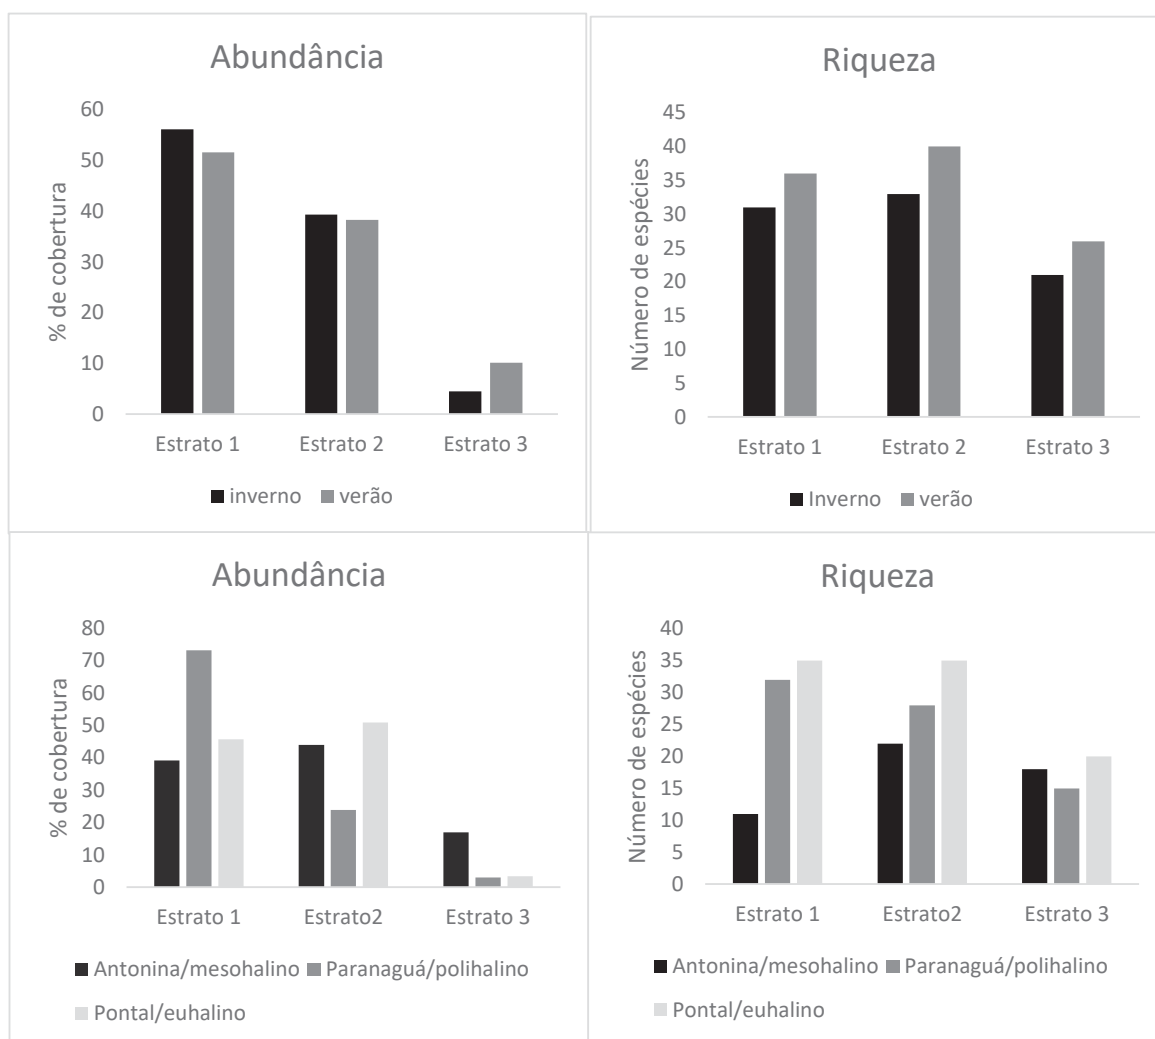 Abundância
% de cobertura
60
50
40
30
20
10
0
Estrato 1 Estrato 2 Estrato 3
inverno verão
Riqueza
Número de espécies
45
40
35
30
25
20
15
10
5
0
Estrato 1 Estrato 2 Estrato 3
Inverno verão
Abundância
% de cobertura
80
70
60
50
40
30
20
10
0
Estrato 1 Estrato2 Estrato 3
Antonina/mesohalino Paranaguá/polihalino
Pontal/euhalino
Riqueza
Número de espécies
40
35
30
25
20
15
10
5
0
Estrato 1 Estrato2 Estrato 3
Antonina/mesohalino Paranaguá/polihalino
Pontal/euhalino